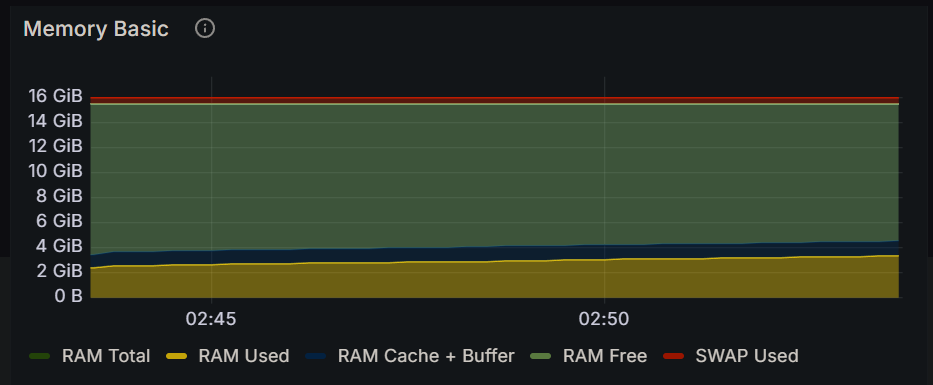 Memory Basic
16 GiB
14 GiB
12 GiB
10 GiB
8 GiB
6 GiB
4 GiB
2 GiB
0 B
02:45 02:50
RAM Total RAM Used RAM Cache + Buffer RAM Free SWAP Used